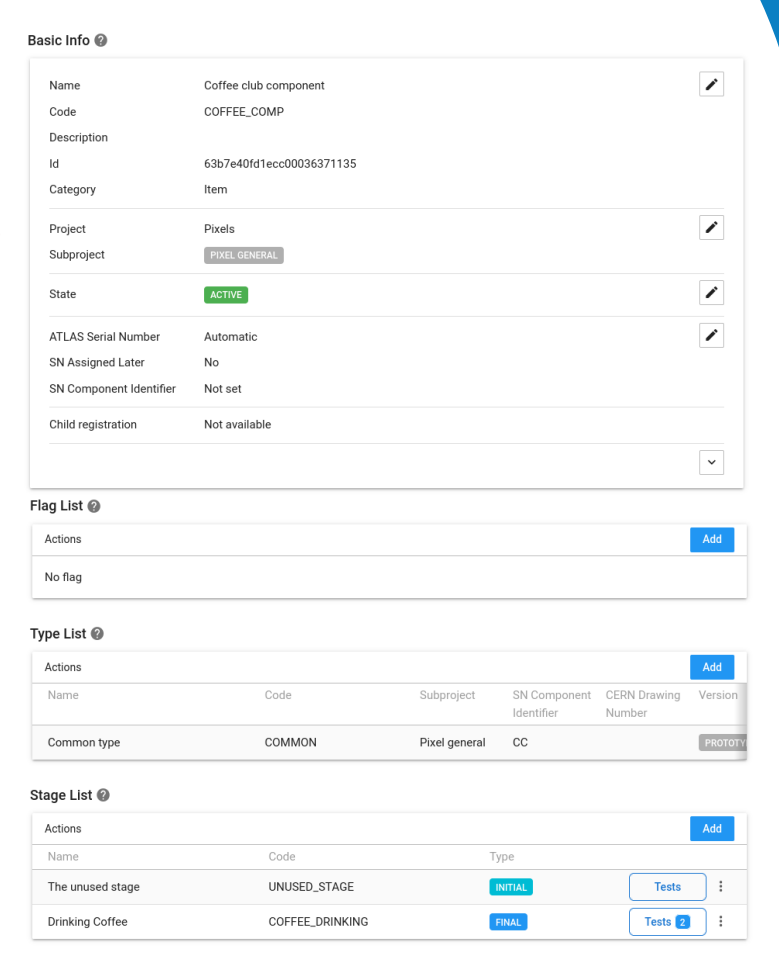 Basic Info
Name Coffee club component
Code COFFEE_COMP
Description
Id 63b7e40fd1ecc00036371135
Category Item
Project Pixels
Subproject PIXEL GENERAL
State ACTIVE
ATLAS Serial Number Automatic
SN Assigned Later No
SN Component Identifier Not set
Child registration Not available
Flag List
Actions Add
No flag
Type List
Actions Add
Name Code Subproject SN Component Identifier CERN Drawing Number Version
Common type COMMON Pixel general CC
Stage List
Actions Add
Name Code Type
The unused stage UNUSED_STAGE INITIAL Tests
Drinking Coffee COFFEE_DRINKING FINAL Tests 2